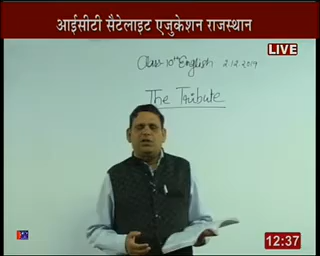 आईसीटी सैटेलाइट एजुकेशन राजस्थान
LIVE
Class-10th English 2.12.2019
The Tribute
12:37